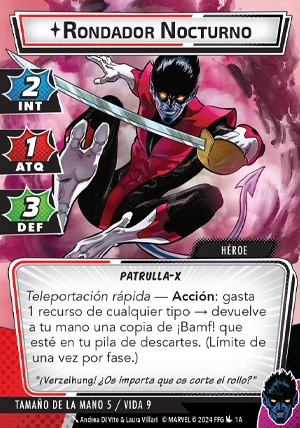 RONDADOR NOCTURNO
2
INT
1
ATQ
3
DEF
HÉROE
PATRULLA-X
Teleportación rápida — Acción: gasta
1 recurso de cualquier tipo → devuelve
a tu mano una copia de ¡Bamf! que
esté en tu pila de descartes. (Límite de
una vez por fase.)
"¡Verzeihung! ¿Os importa que os corte el rollo?"
TAMAÑO DE LA MANO 5 / VIDA 9
Andrea Di Vito & Laura Villari © MARVEL © 2024 FFG 1A